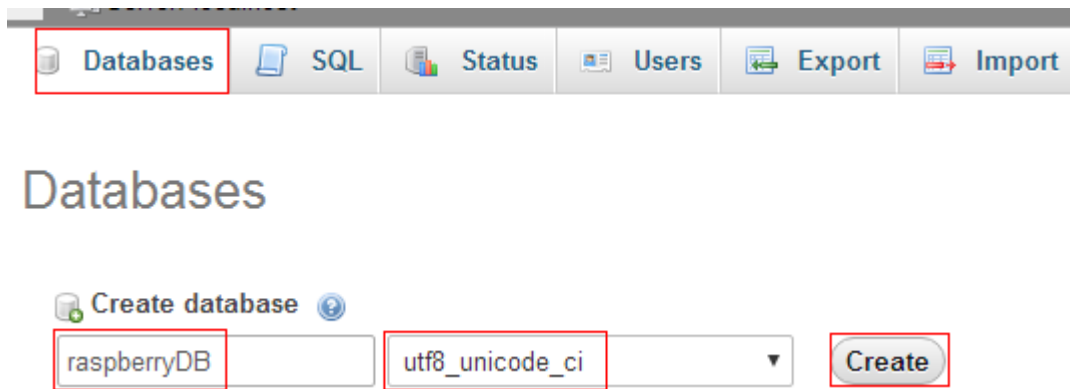 Databases SQL Status Users Export Import
Databases
Create database
raspberryDB utf8_unicode_ci Create